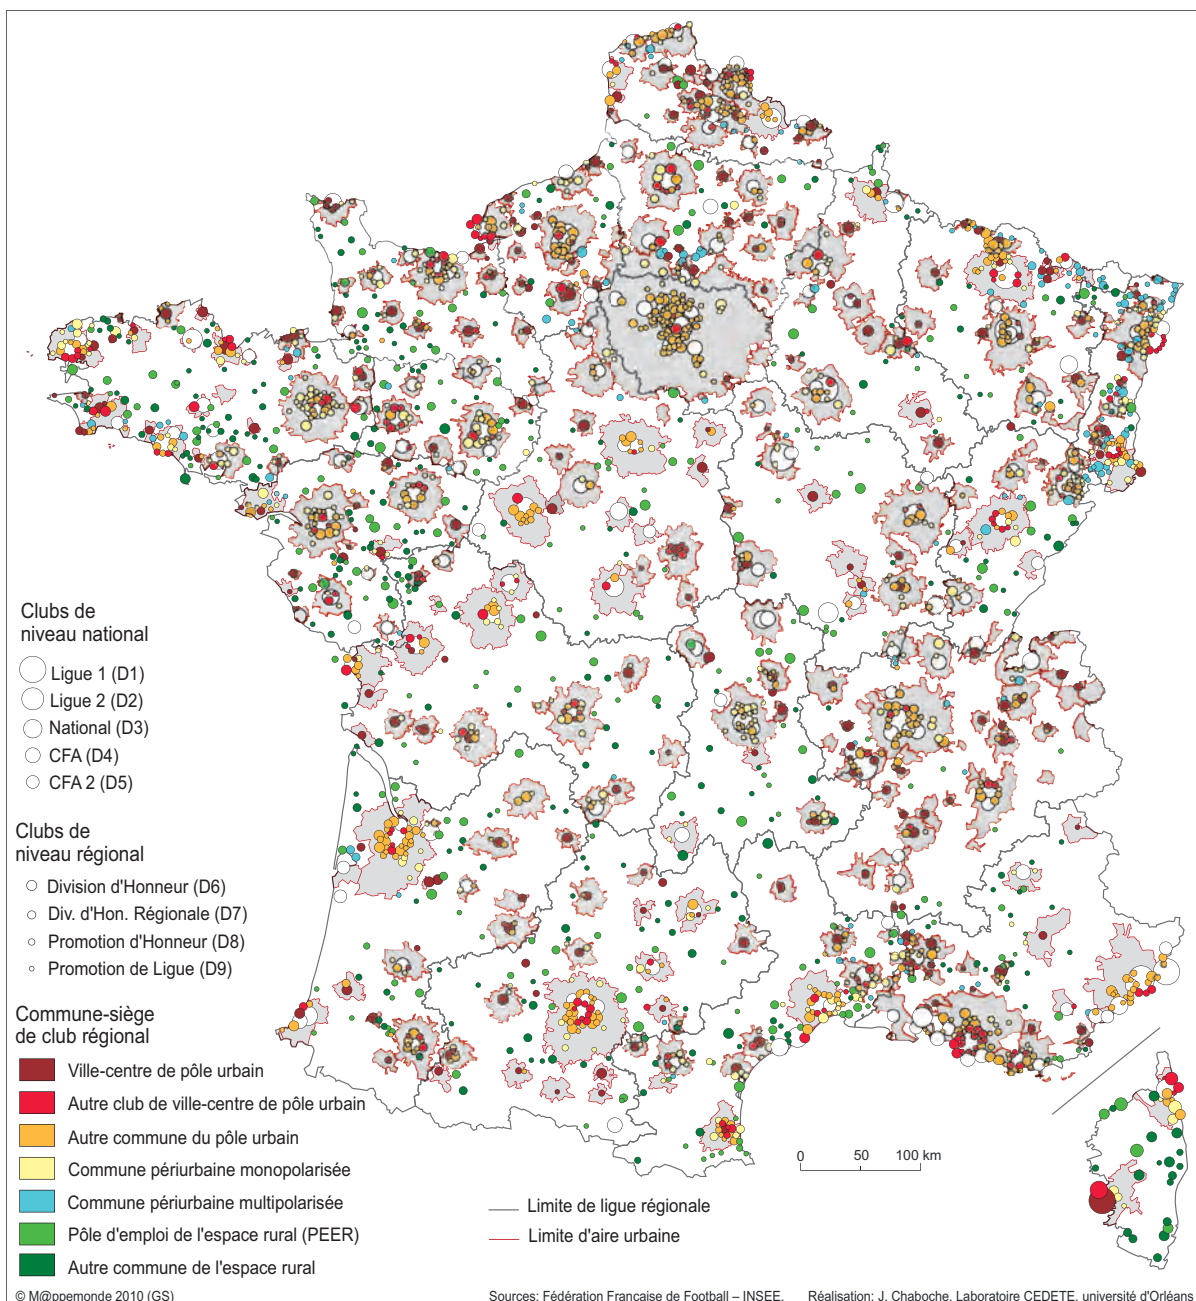 Clubs de
niveau national
Ligue 1 (D1)
Ligue 2 (D2)
National (D3)
CFA (D4)
CFA 2 (D5)
Clubs de
niveau régional
Division d'Honneur (D6)
Div. d'Hon. Régionale (D7)
Promotion d'Honneur (D8)
Promotion de Ligue (D9)
Commune-siège
de club régional
Ville-centre de pôle urbain
Autre club de ville-centre de pôle urbain
Autre commune du pôle urbain
Commune périurbaine monopolarisée
Commune périurbaine multipolarisée
Pôle d'emploi de l'espace rural (PEER)
Autre commune de l'espace rural
0 50 100 km
Limite de ligue régionale
Limite d'aire urbaine
© M@ppemonde 2010 (GS)
Sources: Fédération Française de Football – INSEE.
Réalisation: J. Chaboche, Laboratoire CEDETE, université d'Orléans